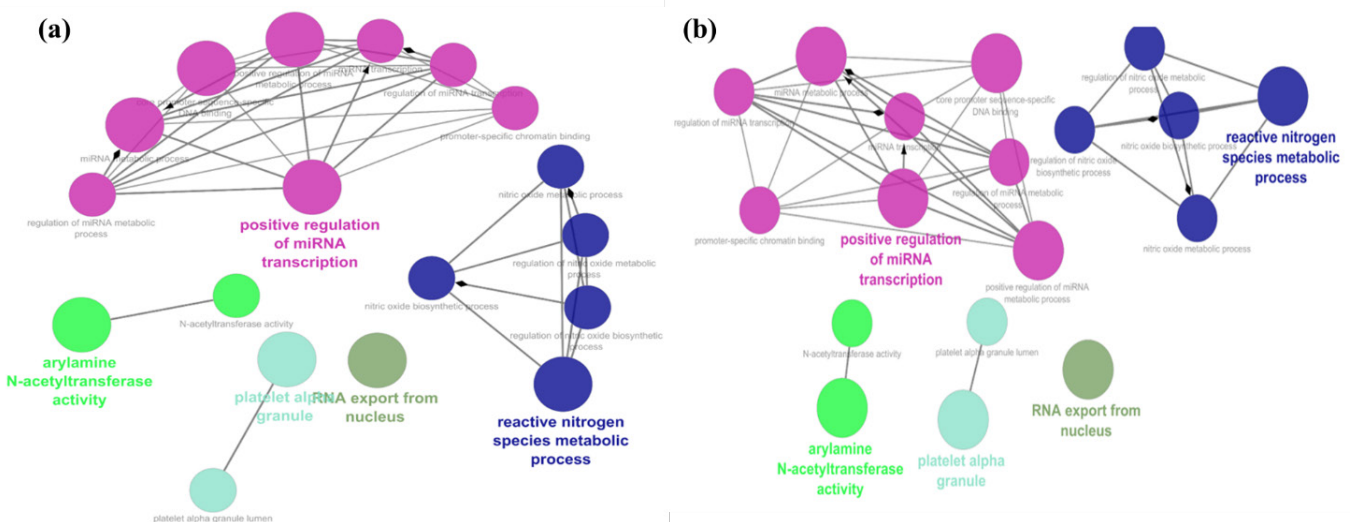 (a)
positive regulation of miRNA
metabolic process
miRNA transcription
regulation of miRNA transcription
core promoter sequence-specific
DNA binding
promoter-specific chromatin binding
miRNA metabolic process
regulation of miRNA metabolic
process
positive regulation
of miRNA
transcription
nitric oxide metabolic process
regulation of nitric oxide metabolic
process
nitric oxide biosynthetic process
regulation of nitric oxide biosynthetic
process
N-acetyltransferase activity
arylamine
N-acetyltransferase
activity
platelet alpha
granule
RNA export from
nucleus
reactive nitrogen
species metabolic
process
platelet alpha granule lumen
(b)
miRNA metabolic process
core promoter sequence-specific
DNA binding
regulation of miRNA transcription
miRNA transcription
regulation of miRNA metabolic
process
promoter-specific chromatin binding
positive regulation
of miRNA
transcription
positive regulation of miRNA
metabolic process
regulation of nitric oxide metabolic
process
reactive nitrogen
species metabolic
process
nitric oxide biosynthetic process
regulation of nitric oxide
biosynthetic process
nitric oxide metabolic process
N-acetyltransferase activity
platelet alpha granule lumen
arylamine
N-acetyltransferase
activity
platelet alpha
granule
RNA export from
nucleus